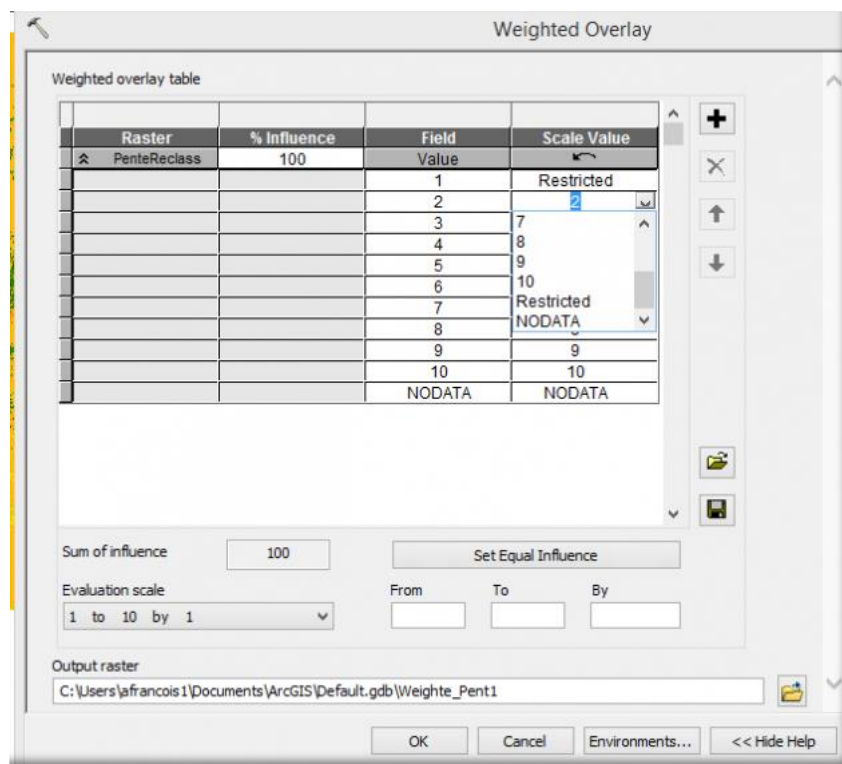 Weighted Overlay
Weighted overlay table
Raster % Influence Field Scale Value
PenteReclass 100 Value
1 Restricted
2 2
3 7
4 8
5 9
6 10
7 Restricted
8 NODATA
9 9
10 10
NODATA NODATA
Sum of influence 100 Set Equal Influence
Evaluation scale From To By
1 to 10 by 1
Output raster
C:\Users\afrancois1\Documents\ArcGIS\Default.gdb\Weighte_Pent1
OK Cancel Environments... << Hide Help